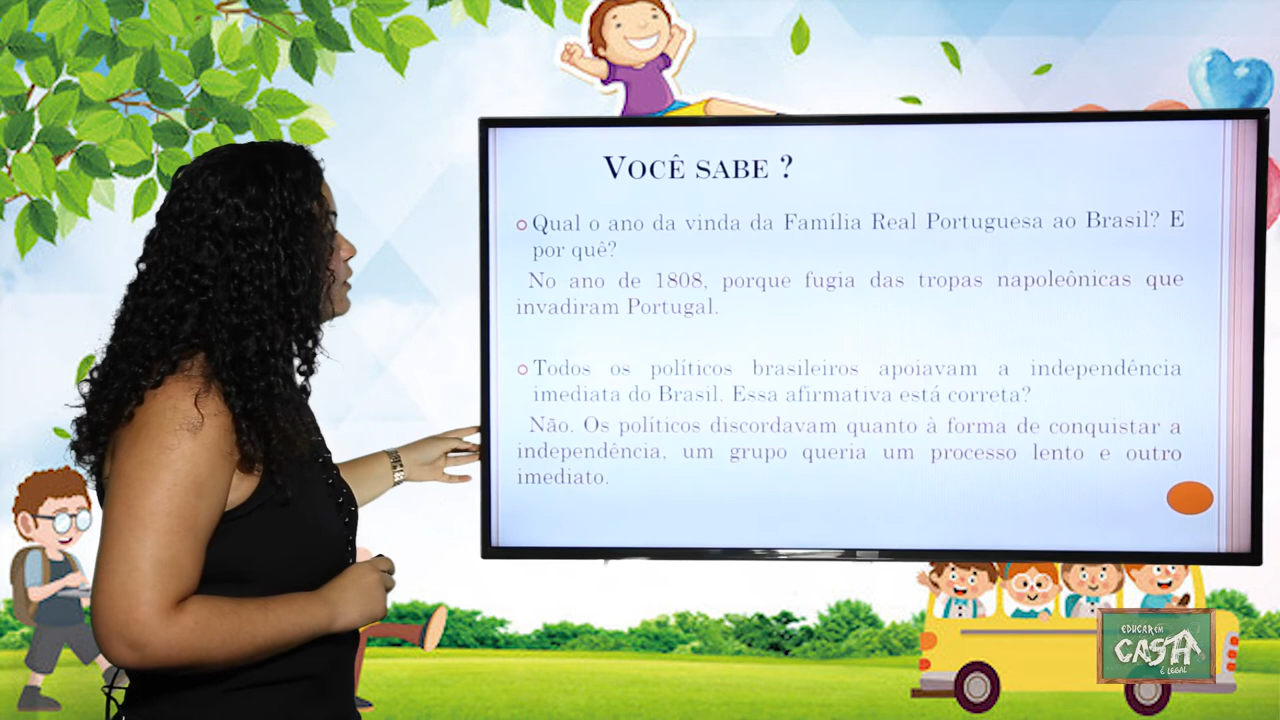 VOCÊ SABE ?
Qual o ano da vinda da Família Real Portuguesa ao Brasil? E
por quê?
No ano de 1808, porque fugia das tropas napoleônicas que
invadiram Portugal.
Todos os políticos brasileiros apoiavam a independência
imediata do Brasil. Essa afirmativa está correta?
Não. Os políticos discordavam quanto à forma de conquistar a
independência, um grupo queria um processo lento e outro
imediato.
EDUCAR EM
CASA
É LEGAL